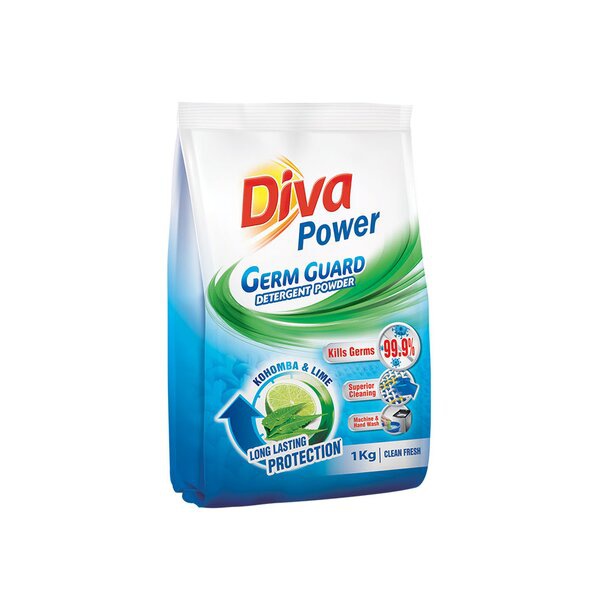 Diva
Power
GERM GUARD
DETERGENT POWDER
Kills Germs 99.9%
KOHOMBA & LIME
Superior
Cleaning
Machine &
Hand Wash
LONG LASTING
PROTECTION
1Kg | CLEAN FRESH